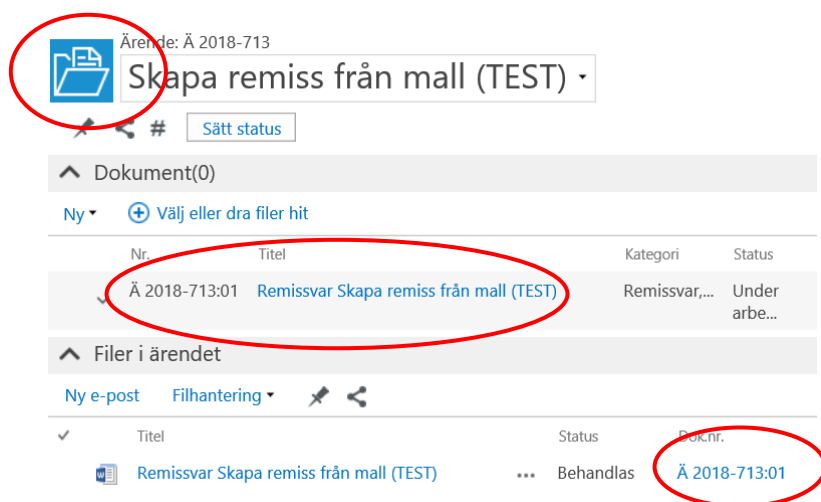 Ärende: Ä 2018-713
Skapa remiss från mall (TEST)
# Sätt status
Dokument(0)
Ny Välj eller dra filer hit
Nr. Titel Kategori Status
Ä 2018-713:01 Remissvar Skapa remiss från mall (TEST) Remissvar,... Under
arbe...
Filer i ärendet
Ny e-post Filhantering
Titel Status Dok.nr.
Remissvar Skapa remiss från mall (TEST) ... Behandlas Ä 2018-713:01